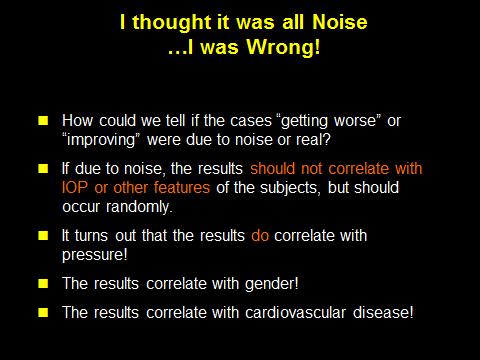 I thought it was all Noise
…I was Wrong!
How could we tell if the cases “getting worse” or
“improving” were due to noise or real?
If due to noise, the results should not correlate with
IOP or other features of the subjects, but should
occur randomly.
It turns out that the results do correlate with
pressure!
The results correlate with gender!
The results correlate with cardiovascular disease!